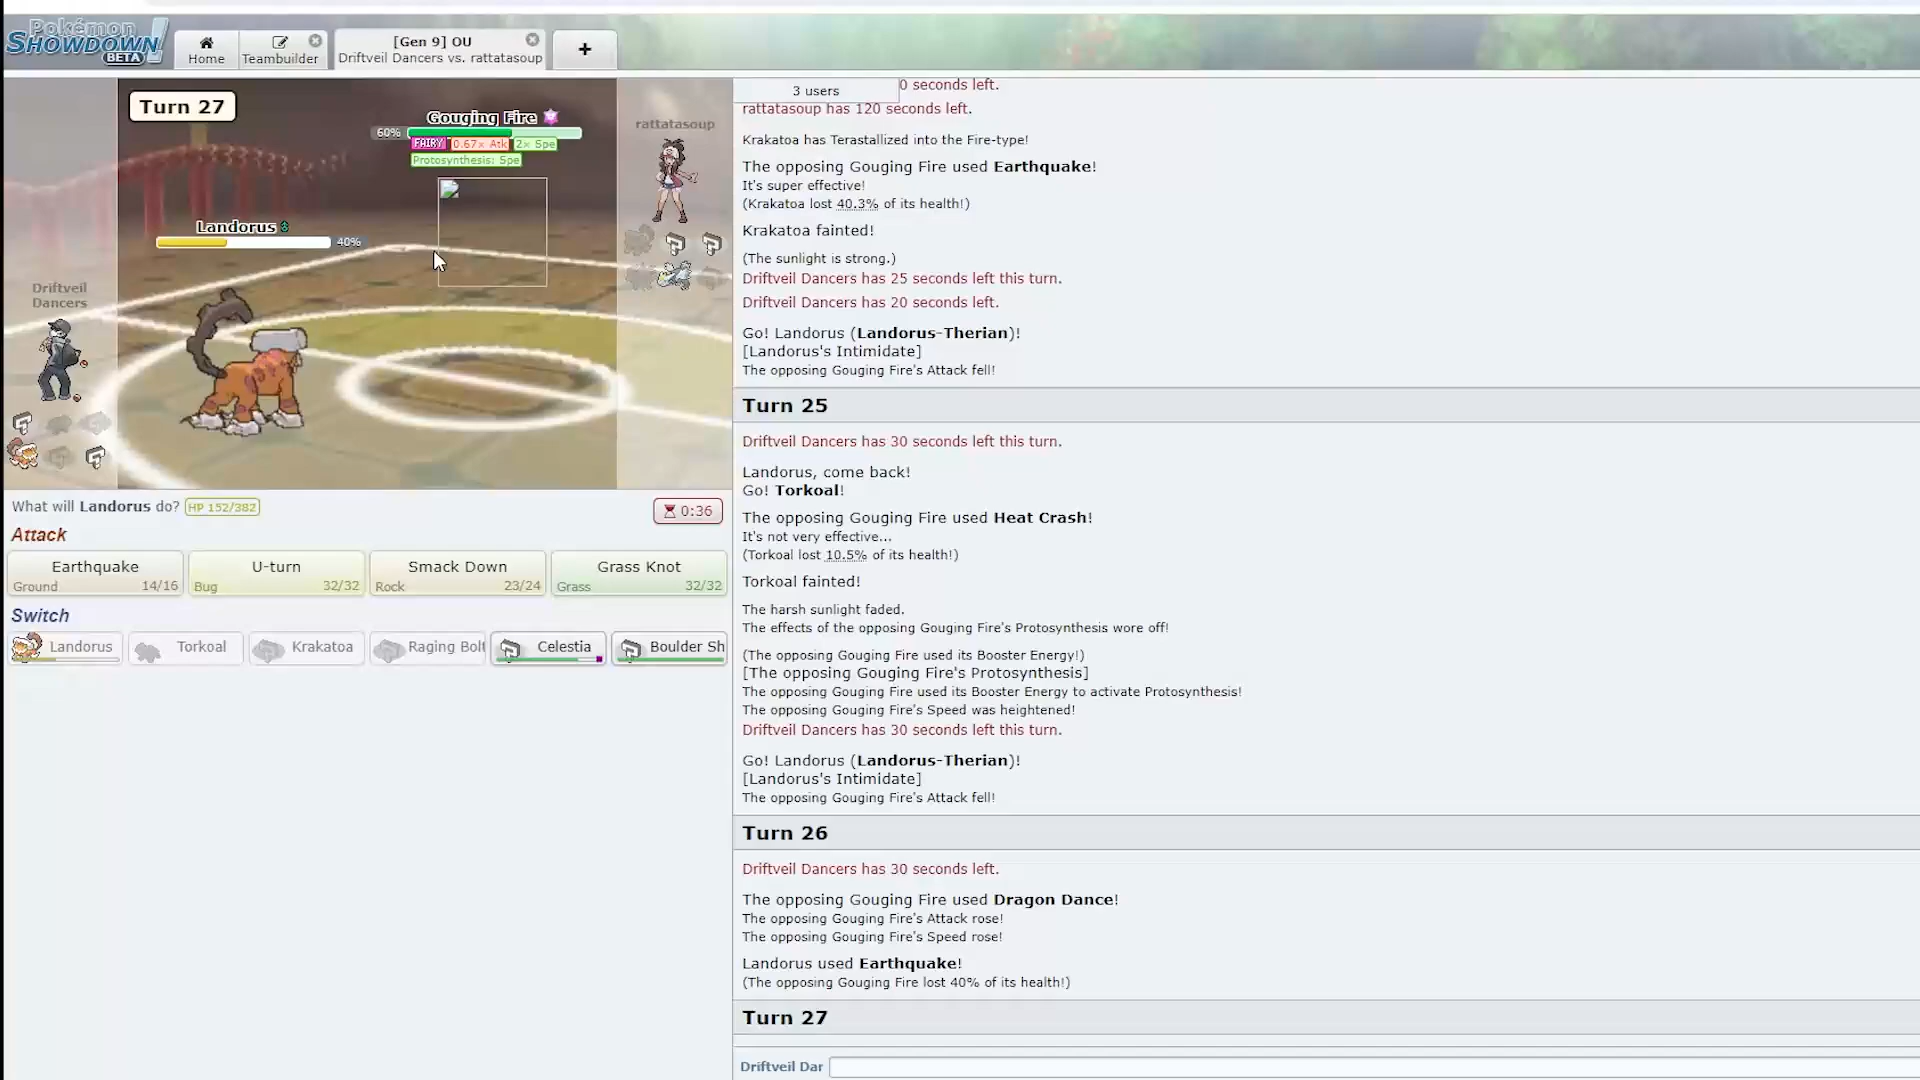 Pokémon
SHOWDOWN!
BETA
Home
Teambuilder
[Gen 9] OU
Driftveil Dancers vs. rattatasoup
+
Turn 27
Gouging Fire
60%
FAIRY 0.67× Atk 2× Spe
Protosynthesis: Spe
rattatasoup
Landorus
40%
Driftveil
Dancers
What will Landorus do? HP 152/382
0:36
Attack
Earthquake
Ground 14/16
U-turn
Bug 32/32
Smack Down
Rock 23/24
Grass Knot
Grass 32/32
Switch
Landorus
Torkoal
Krakatoa
Raging Bolt
Celestia
Boulder Sh
3 users
0 seconds left.
rattatasoup has 120 seconds left.
Krakatoa has Terastallized into the Fire-type!
The opposing Gouging Fire used Earthquake!
It's super effective!
(Krakatoa lost 40.3% of its health!)
Krakatoa fainted!
(The sunlight is strong.)
Driftveil Dancers has 25 seconds left this turn.
Driftveil Dancers has 20 seconds left.
Go! Landorus (Landorus-Therian)!
[Landorus's Intimidate]
The opposing Gouging Fire's Attack fell!
Turn 25
Driftveil Dancers has 30 seconds left this turn.
Landorus, come back!
Go! Torkoal!
The opposing Gouging Fire used Heat Crash!
It's not very effective...
(Torkoal lost 10.5% of its health!)
Torkoal fainted!
The harsh sunlight faded.
The effects of the opposing Gouging Fire's Protosynthesis wore off!
(The opposing Gouging Fire used its Booster Energy!)
[The opposing Gouging Fire's Protosynthesis]
The opposing Gouging Fire used its Booster Energy to activate Protosynthesis!
The opposing Gouging Fire's Speed was heightened!
Driftveil Dancers has 30 seconds left this turn.
Go! Landorus (Landorus-Therian)!
[Landorus's Intimidate]
The opposing Gouging Fire's Attack fell!
Turn 26
Driftveil Dancers has 30 seconds left.
The opposing Gouging Fire used Dragon Dance!
The opposing Gouging Fire's Attack rose!
The opposing Gouging Fire's Speed rose!
Landorus used Earthquake!
(The opposing Gouging Fire lost 40% of its health!)
Turn 27
Driftveil Dar